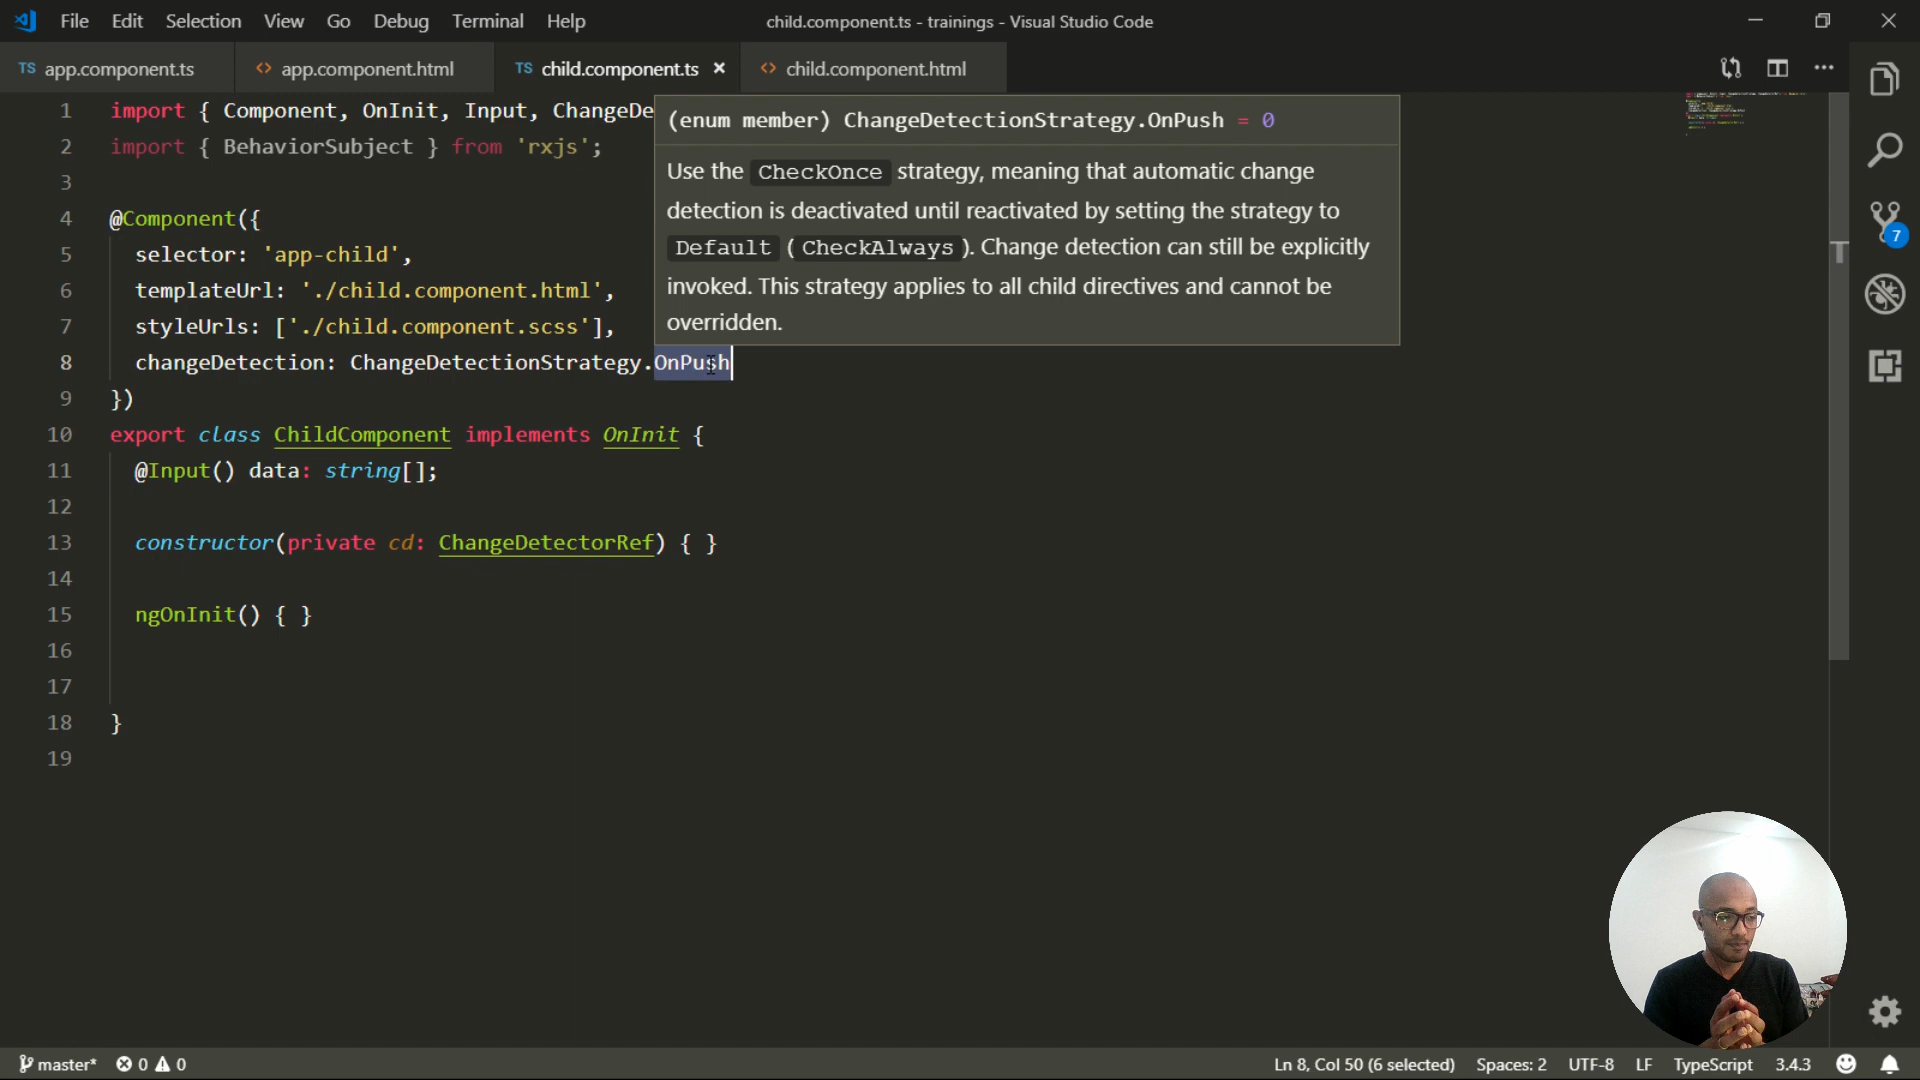 File Edit Selection View Go Debug Terminal Help
child.component.ts - trainings - Visual Studio Code
TS app.component.ts
<> app.component.html
TS child.component.ts ×
<> child.component.html
1 import { Component, OnInit, Input, ChangeDe
2 import { BehaviorSubject } from 'rxjs';
3
4 @Component({
5 selector: 'app-child',
6 templateUrl: './child.component.html',
7 styleUrls: ['./child.component.scss'],
8 changeDetection: ChangeDetectionStrategy.OnPush
9 })
10 export class ChildComponent implements OnInit {
11 @Input() data: string[];
12
13 constructor(private cd: ChangeDetectorRef) { }
14
15 ngOnInit() { }
16
17
18 }
19
(enum member) ChangeDetectionStrategy.OnPush = 0
Use the CheckOnce strategy, meaning that automatic change
detection is deactivated until reactivated by setting the strategy to
Default (CheckAlways). Change detection can still be explicitly
invoked. This strategy applies to all child directives and cannot be
overridden.
7
master* 0 0
Ln 8, Col 50 (6 selected) Spaces: 2 UTF-8 LF TypeScript 3.4.3